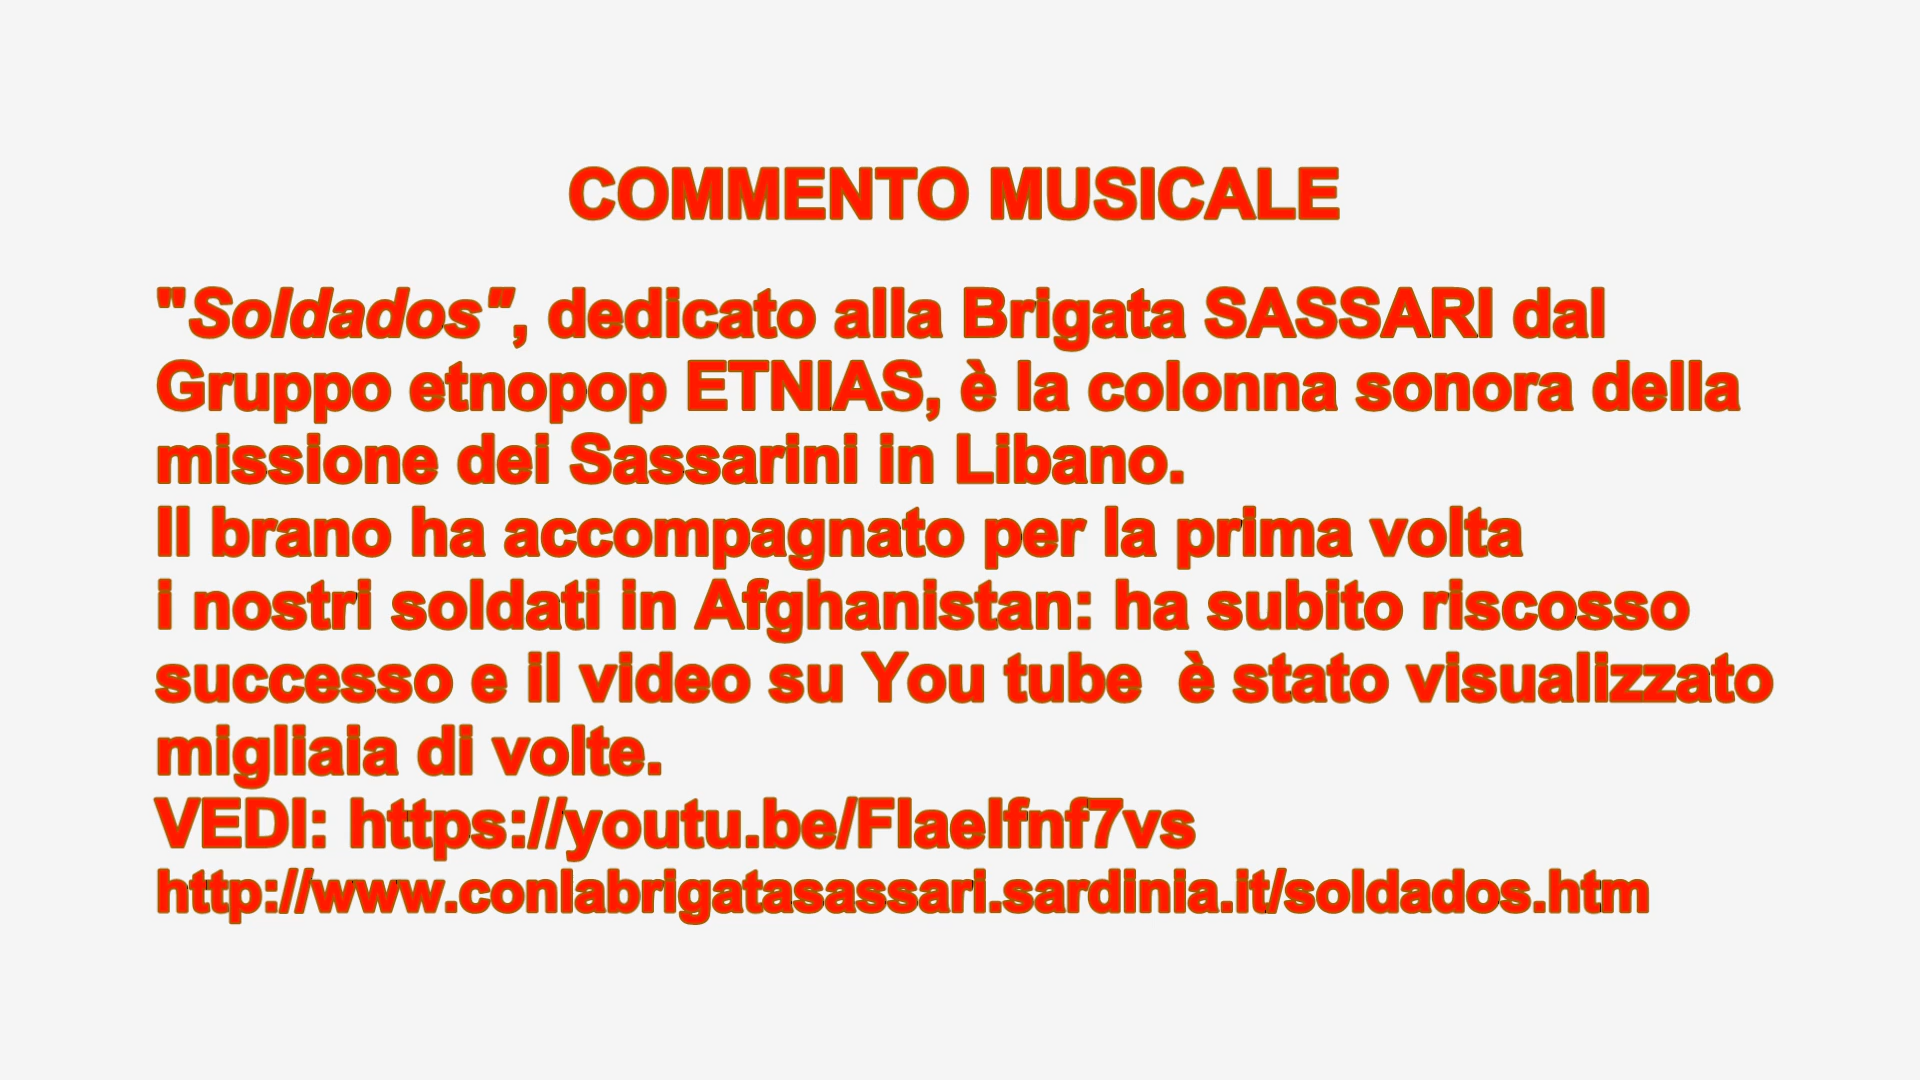 COMMENTO MUSICALE
"Soldados", dedicato alla Brigata SASSARI dal
Gruppo etnopop ETNIAS, è la colonna sonora della
missione dei Sassarini in Libano.
Il brano ha accompagnato per la prima volta
i nostri soldati in Afghanistan: ha subito riscosso
successo e il video su You tube  è stato visualizzato
migliaia di volte.
VEDI: https://youtu.be/FIaeIfnf7vs
http://www.conlabrigatasassari.sardinia.it/soldados.htm